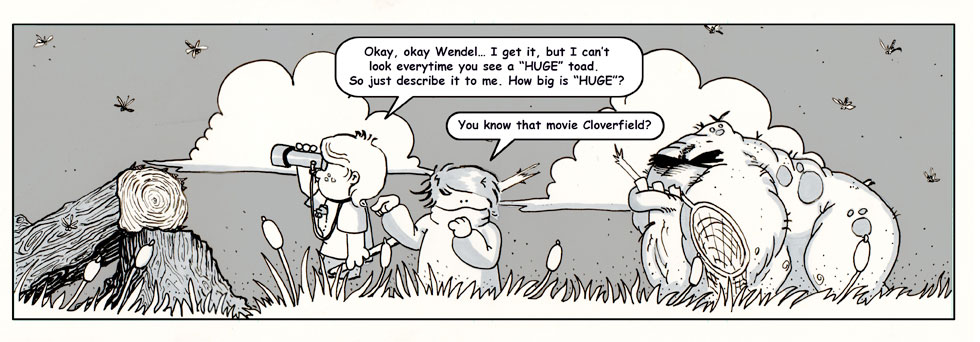 Okay, okay Wendel... I get it, but I can't
look everytime you see a “HUGE” toad.
So just describe it to me. How big is “HUGE”?
You know that movie Cloverfield?